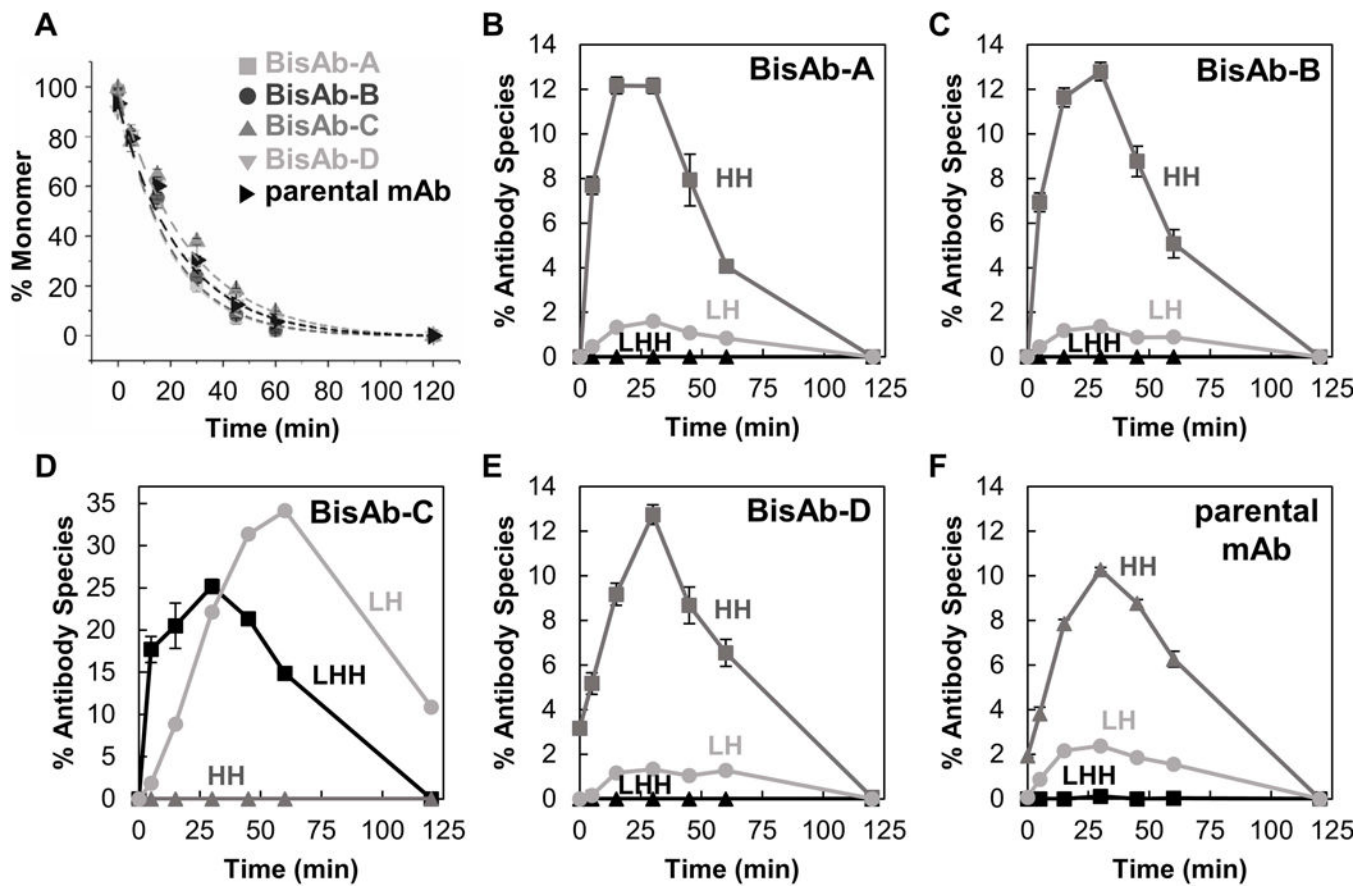 A
BisAb-A
BisAb-B
BisAb-C
BisAb-D
parental mAb
100
80
60
40
20
0
% Monomer
0 20 40 60 80 100 120
Time (min)
B
BisAb-A
14
12
10
8
6
4
2
0
% Antibody Species
HH
LH
LHH
0 25 50 75 100 125
Time (min)
C
BisAb-B
14
12
10
8
6
4
2
0
% Antibody Species
HH
LH
LHH
0 25 50 75 100 125
Time (min)
D
BisAb-C
35
30
25
20
15
10
5
0
% Antibody Species
LH
LHH
HH
0 25 50 75 100 125
Time (min)
E
BisAb-D
14
12
10
8
6
4
2
0
% Antibody Species
HH
LH
LHH
0 25 50 75 100 125
Time (min)
F
parental
mAb
14
12
10
8
6
4
2
0
% Antibody Species
HH
LH
LHH
0 25 50 75 100 125
Time (min)